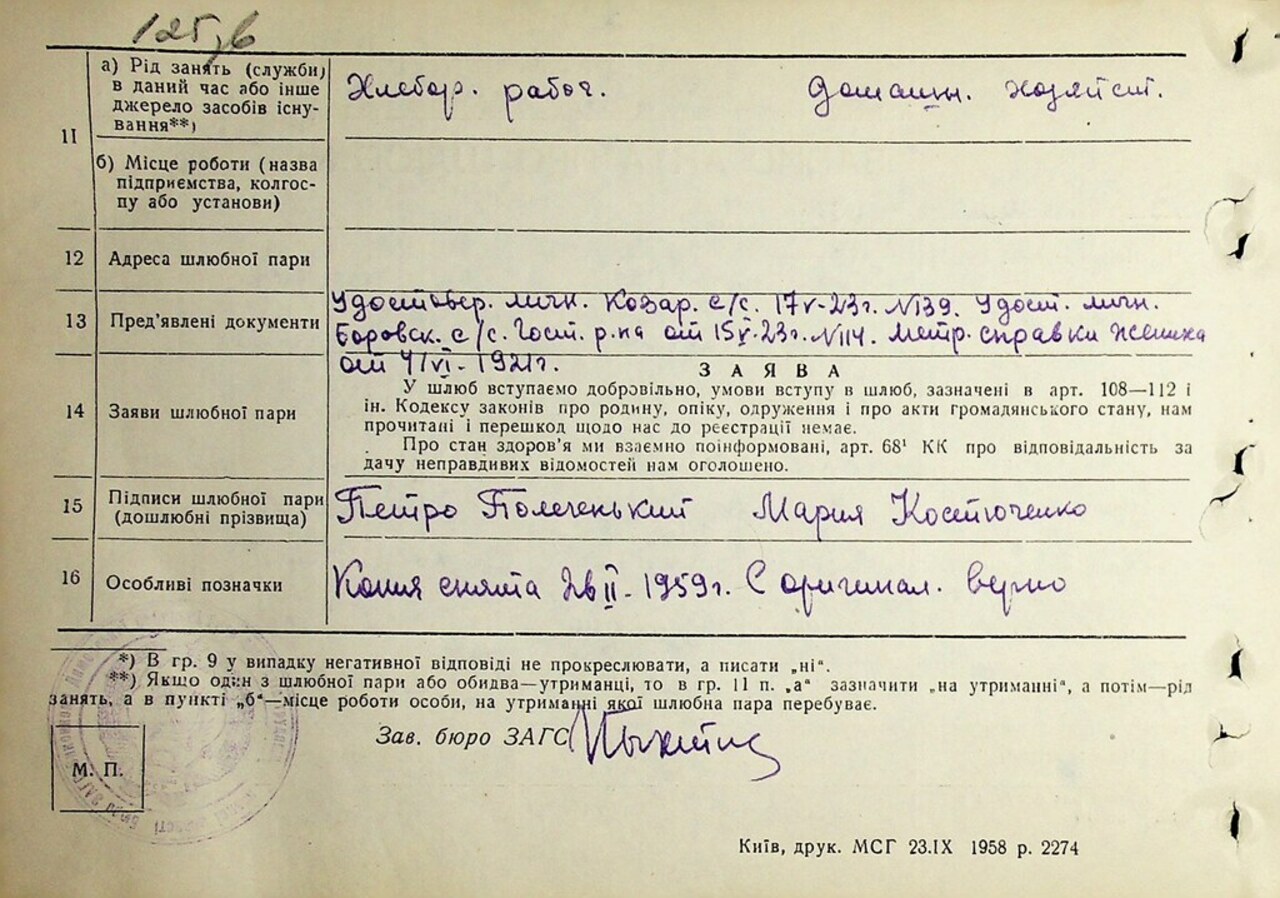 125
11
а) Рід занять (служби)
в даний час або інше
джерело засобів існу-
вання**)
Хлебор. рабоч. Домашн. хозяйст.
б) Місце роботи (назва
підприємства, колгос-
пу або установи)
12 Адреса шлюбної пари
13 Пред’явлені документи
Удостовер. личн. Козар. с/с. 17 V-23г. №139. Удост. личн.
Боровск. с/с. Гост. р-на от 15 V-23г. №114. Метр. справки жениха
от 4/VI-1921г.
14 Заяви шлюбної пари
ЗАЯВА
У шлюб вступаємо добровільно, умови вступу в шлюб, зазначені в арт. 108—112 і
ін. Кодексу законів про родину, опіку, одруження і про акти громадянського стану, нам
прочитані і перешкод щодо нас до реєстрації немає.
Про стан здоров’я ми взаємно поінформовані, арт. 68¹ КК про відповідальність за
дачу неправдивих відомостей нам оголошено.
15 Підписи шлюбної пари
(дошлюбні прізвища)
Петро Полегенький Мария Костюченко
16 Особливі позначки
Копия снята 28 II-1959г. С оригинал. верно
*) В гр. 9 у випадку негативної відповіді не прокреслювати, а писати „ні“.
**) Якщо один з шлюбної пари або обидва—утриманці, то в гр. 11 п. „а“ зазначити „на утриманні“, а потім—рід
занять, а в пункті „б“—місце роботи особи, на утриманні якої шлюбна пара перебуває.
Зав. бюро ЗАГС
М. П.
Київ, друк. МСГ 23.IX 1958 р. 2274